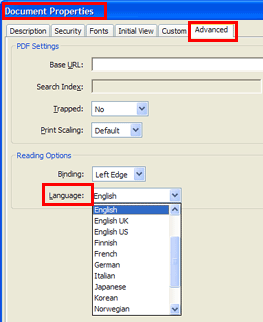 Document Properties
Description Security Fonts Initial View Custom Advanced
PDF Settings
Base URL:
Search Index:
Trapped: No
Print Scaling: Default
Reading Options
Binding: Left Edge
Language: English
English
English UK
English US
Finnish
French
German
Italian
Japanese
Korean
Norwegian